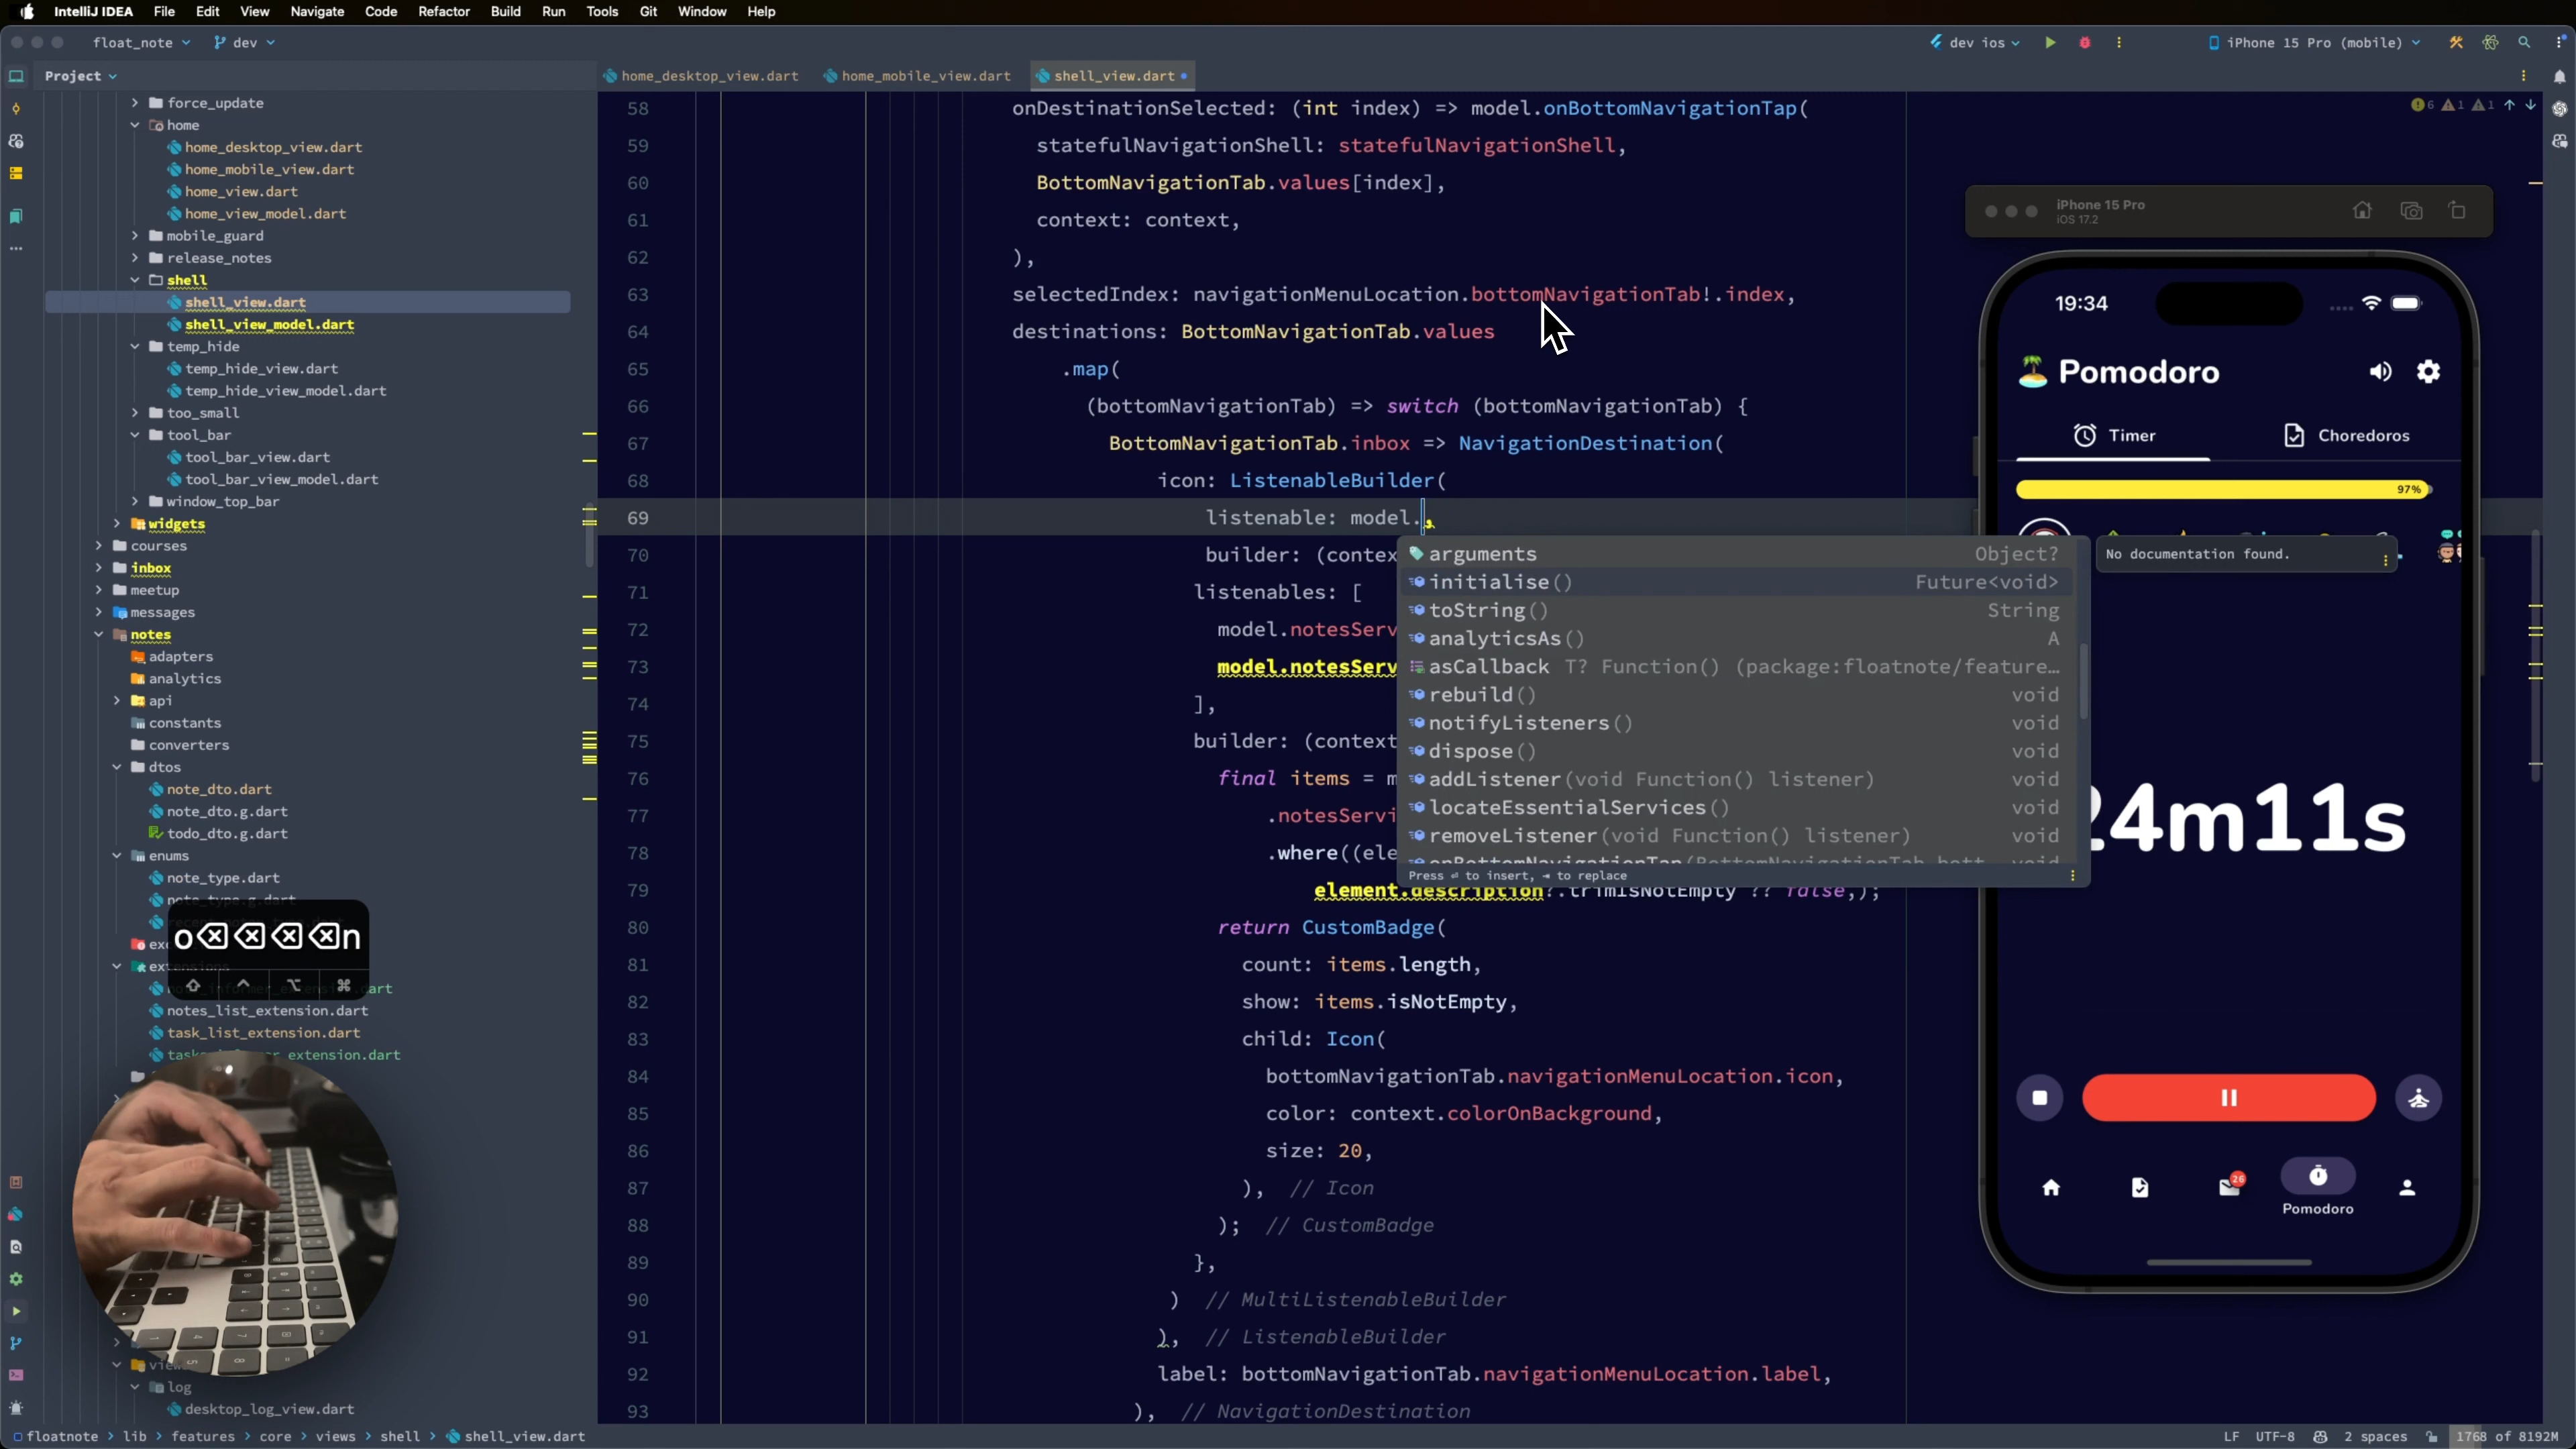 IntelliJ IDEA File Edit View Navigate Code Refactor Build Run Tools Git Window Help
float_note dev dev ios iPhone 15 Pro (mobile)
Project
home_desktop_view.dart home_mobile_view.dart shell_view.dart
6 1 1
force_update
home
home_desktop_view.dart
home_mobile_view.dart
home_view.dart
home_view_model.dart
mobile_guard
release_notes
shell
shell_view.dart
shell_view_model.dart
temp_hide
temp_hide_view.dart
temp_hide_view_model.dart
too_small
tool_bar
tool_bar_view.dart
tool_bar_view_model.dart
window_top_bar
widgets
courses
inbox
meetup
messages
notes
adapters
analytics
api
constants
converters
dtos
note_dto.dart
note_dto.g.dart
todo_dto.g.dart
enums
note_type.dart
note_type.g.dart
o⌫⌫⌫⌫n
⇧ ^ ⌥ ⌘
notes_list_extension.dart
task_list_extension.dart
log
desktop_log_view.dart
58 onDestinationSelected: (int index) => model.onBottomNavigationTap(
59 statefulNavigationShell: statefulNavigationShell,
60 BottomNavigationTab.values[index],
61 context: context,
62 ),
63 selectedIndex: navigationMenuLocation.bottomNavigationTab!.index,
64 destinations: BottomNavigationTab.values
65 .map(
66 (bottomNavigationTab) => switch (bottomNavigationTab) {
67 BottomNavigationTab.inbox => NavigationDestination(
68 icon: ListenableBuilder(
69 listenable: model.,
70 builder: (contex
71 listenables: [
72 model.notesServ
73 model.notesServ
74 ],
75 builder: (context
76 final items = m
77 .notesServi
78 .where((ele
79 element.description?.trimIsNotEmpty ?? false,);
80 return CustomBadge(
81 count: items.length,
82 show: items.isNotEmpty,
83 child: Icon(
84 bottomNavigationTab.navigationMenuLocation.icon,
85 color: context.colorOnBackground,
86 size: 20,
87 ), // Icon
88 ); // CustomBadge
89 },
90 ) // MultiListenableBuilder
91 ), // ListenableBuilder
92 label: bottomNavigationTab.navigationMenuLocation.label,
93 ), // NavigationDestination
arguments Object?
initialise() Future<void>
toString() String
analyticsAs() A
asCallback T? Function() (package:floatnote/feature…
rebuild() void
notifyListeners() void
dispose() void
addListener(void Function() listener) void
locateEssentialServices() void
removeListener(void Function() listener) void
onBottomNavigationTap(BottomNavigationTab bott… void
Press ⏎ to insert, ⇥ to replace
No documentation found.
iPhone 15 Pro
iOS 17.2
19:34
🏝 Pomodoro
Timer Choredoros
97%
24m11s
26
Pomodoro
floatnote > lib > features > core > views > shell > shell_view.dart
LF UTF-8 2 spaces 1768 of 8192M